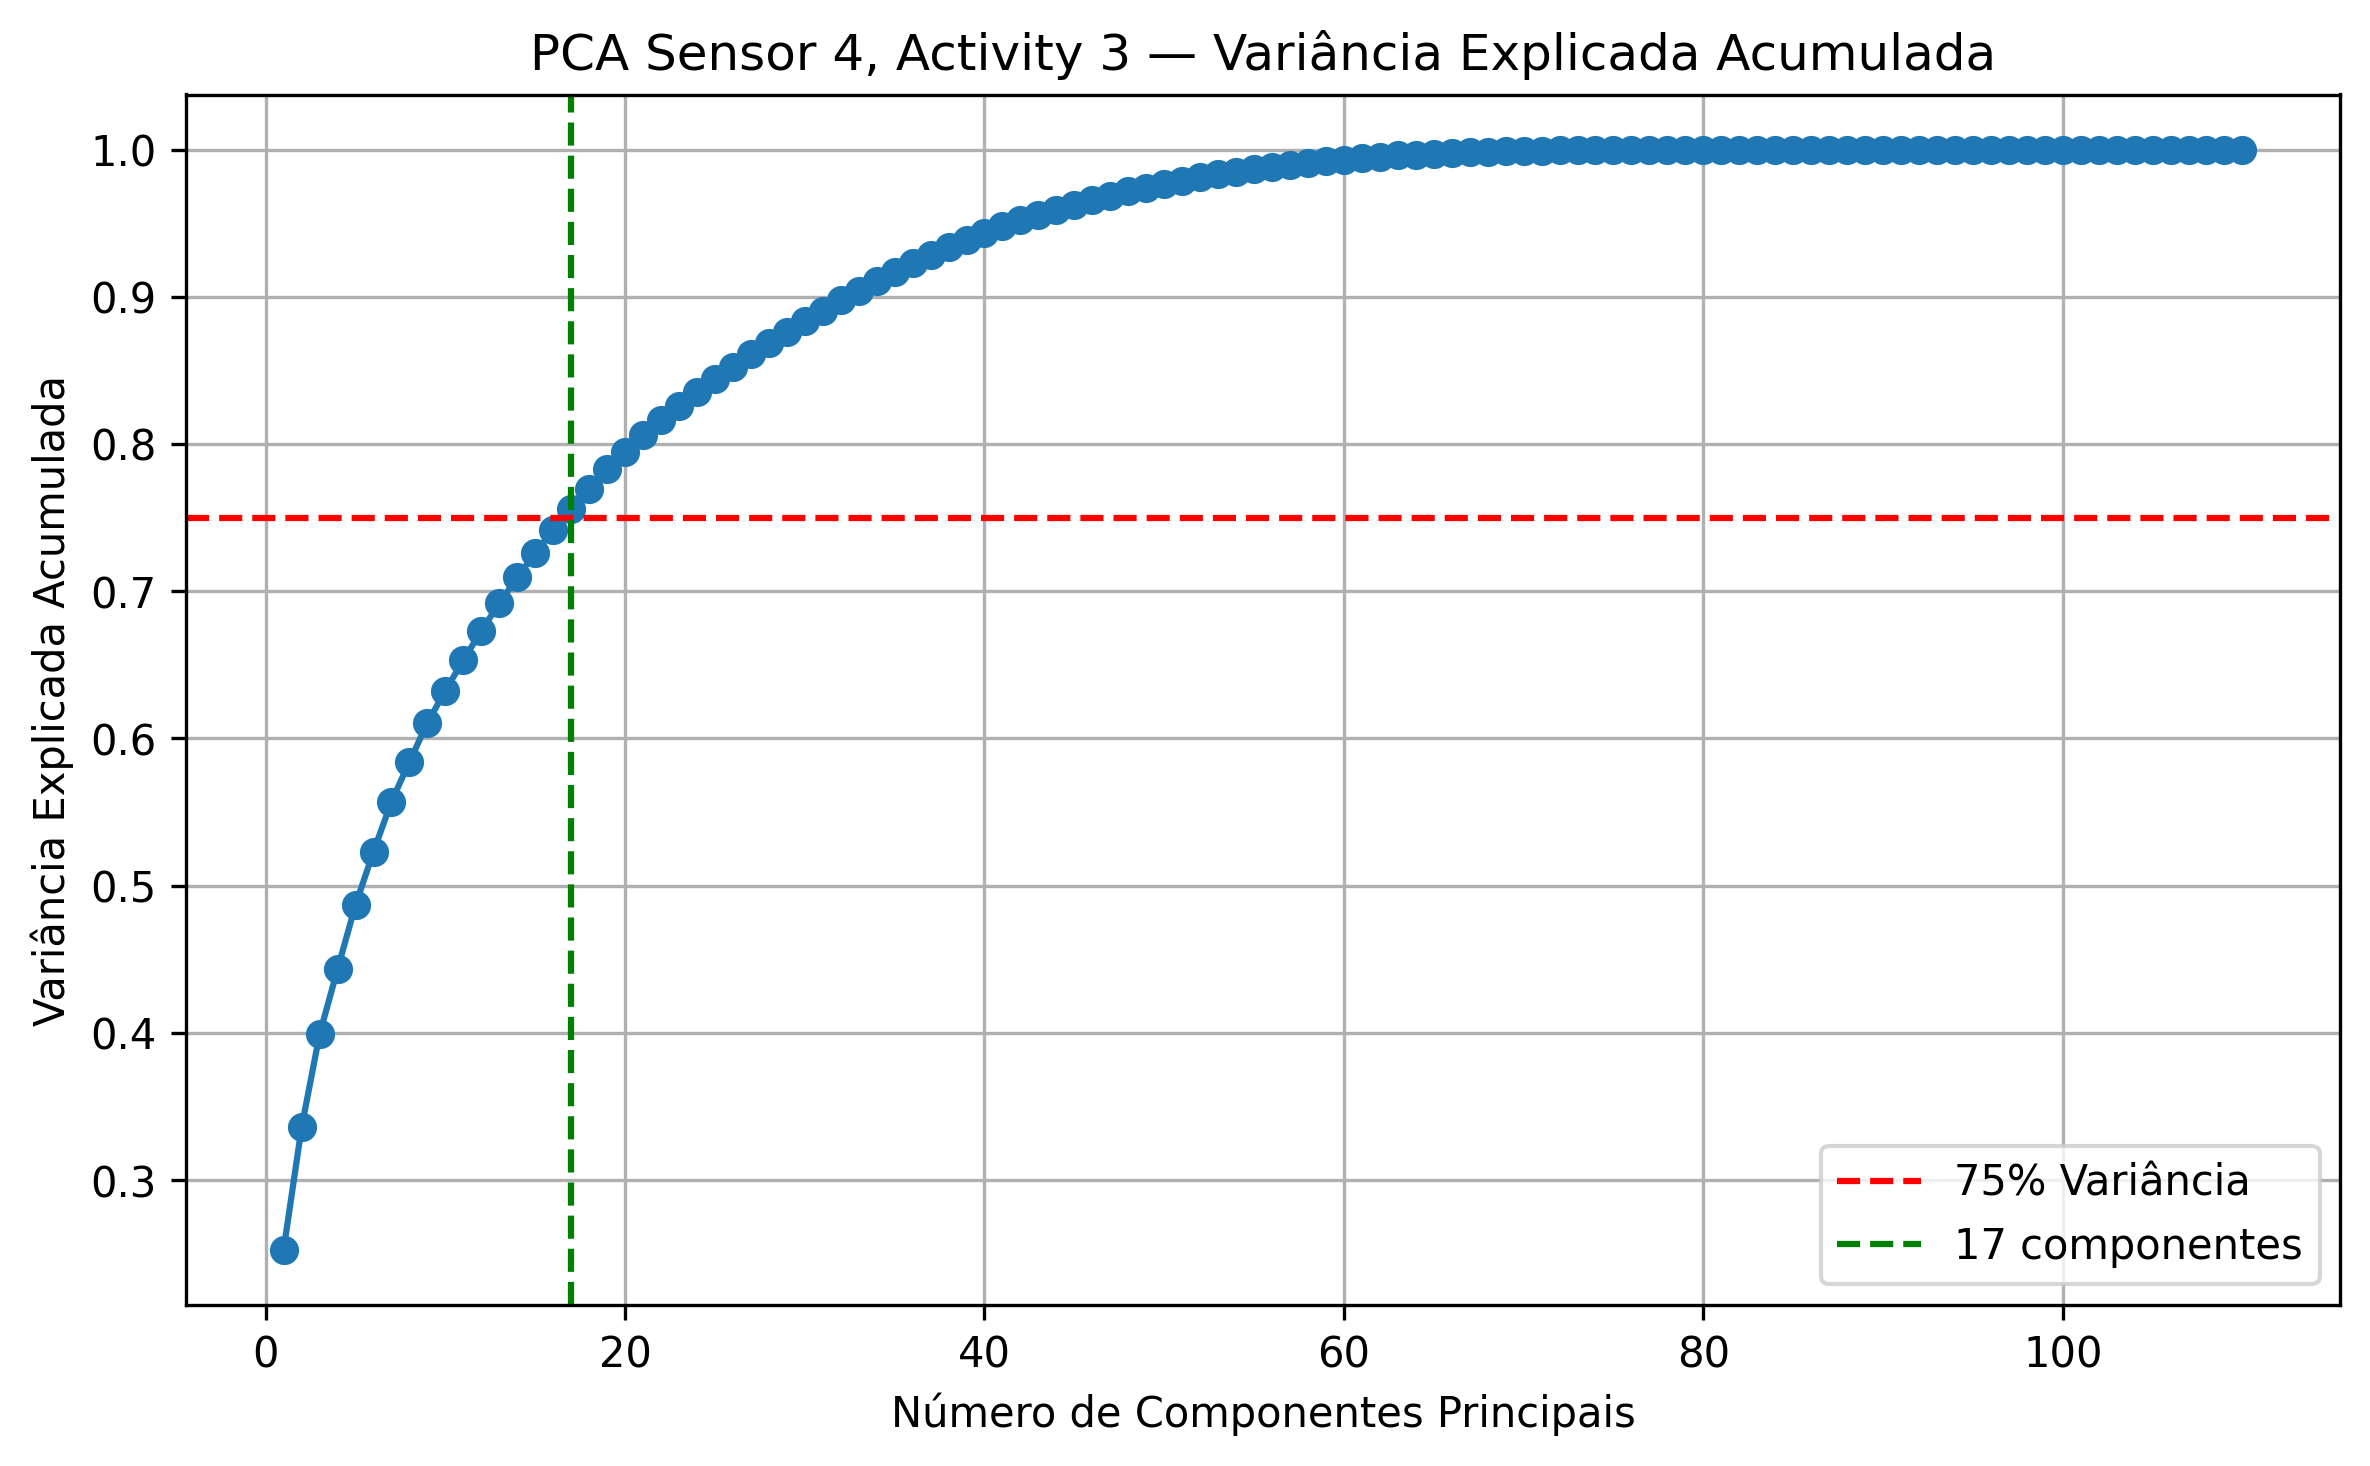 PCA Sensor 4, Activity 3 — Variância Explicada Acumulada
Variância Explicada Acumulada
1.0
0.9
0.8
0.7
0.6
0.5
0.4
0.3
75% Variância
17 componentes
0 20 40 60 80 100
Número de Componentes Principais